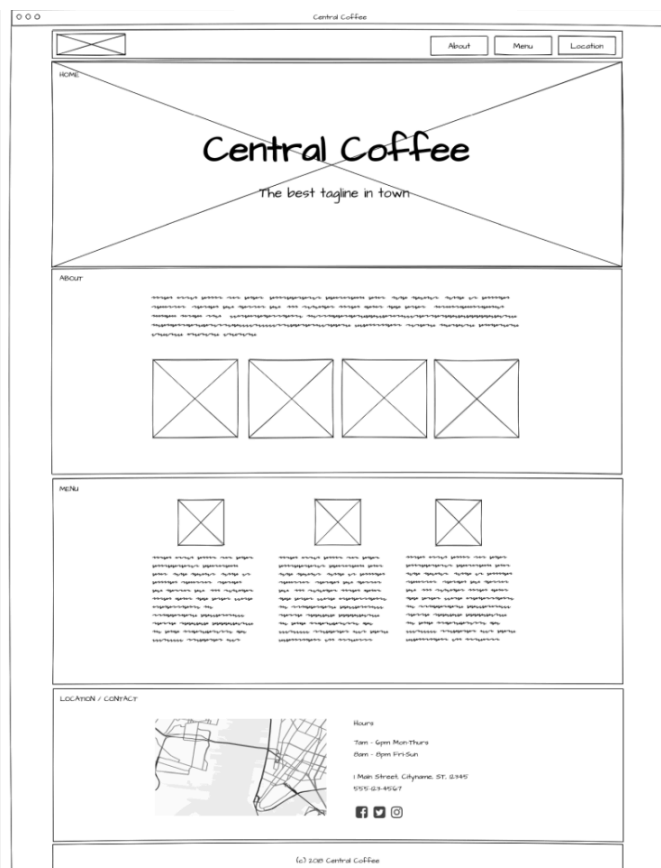 Central Coffee
About Menu Location
HOME
Central Coffee
The best tagline in town
ABOUT
MENU
LOCATION / CONTACT
Hours
7am - 6pm Mon-Thurs
8am - 8pm Fri-Sun
1 Main Street, Cityname, ST, 12345
555-123-4567
(c) 2018 Central Coffee